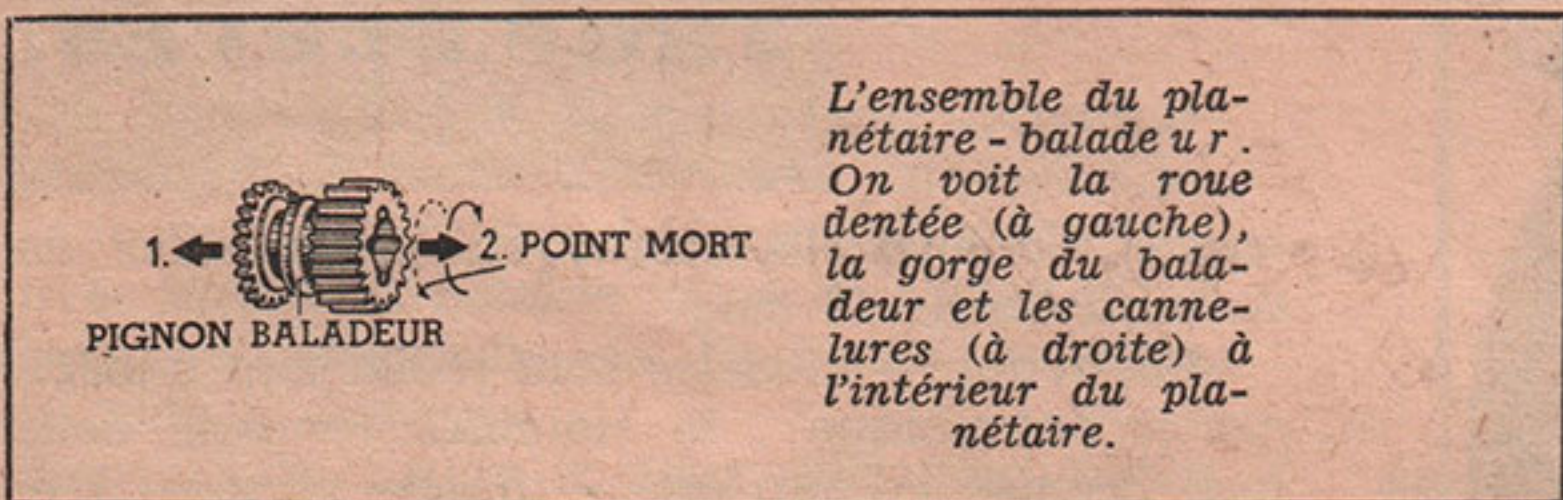 1.
2. POINT MORT
PIGNON BALADEUR
L'ensemble du pla-
nétaire - balade u r .
On voit la roue
dentée (à gauche),
la gorge du bala-
deur et les canne-
lures (à droite) à
l'intérieur du pla-
nétaire.